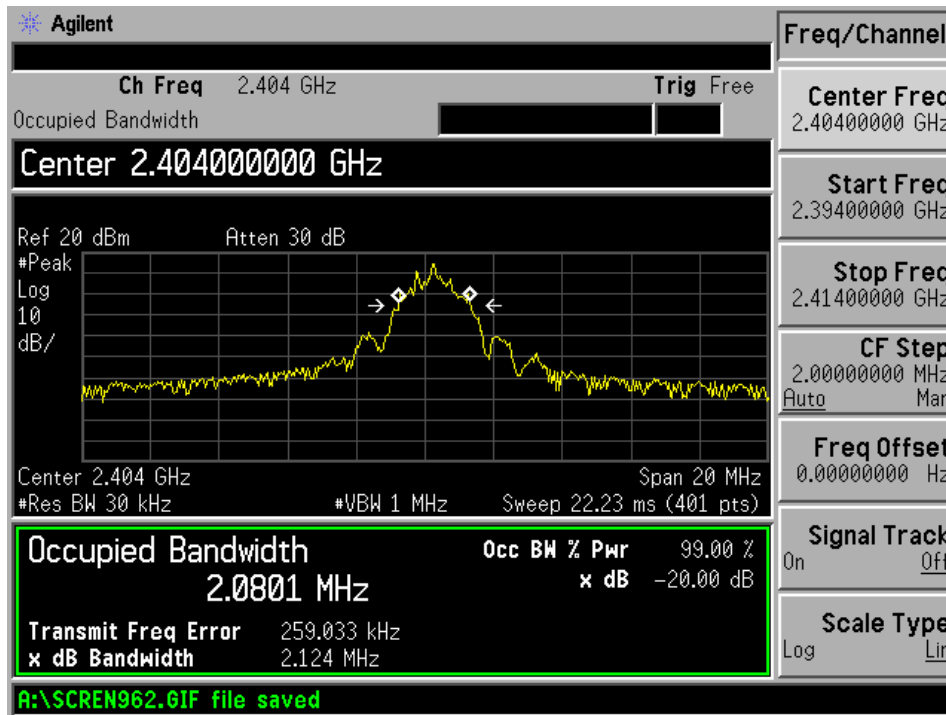 Agilent
Ch Freq 2.404 GHz Trig Free
Occupied Bandwidth
Center 2.404000000 GHz
Ref 20 dBm Atten 30 dB
#Peak
Log
10
dB/
Center 2.404 GHz Span 20 MHz
#Res BW 30 kHz #VBW 1 MHz Sweep 22.23 ms (401 pts)
Occupied Bandwidth Occ BW % Pwr 99.00 %
2.0801 MHz x dB -20.00 dB
Transmit Freq Error 259.033 kHz
x dB Bandwidth 2.124 MHz
A:\SCREN962.GIF file saved
Freq/Channel
Center Freq
2.40400000 GHz
Start Freq
2.39400000 GHz
Stop Freq
2.41400000 GHz
CF Step
2.00000000 MHz
Auto Man
Freq Offset
0.00000000 Hz
Signal Track
On Off
Scale Type
Log Lin